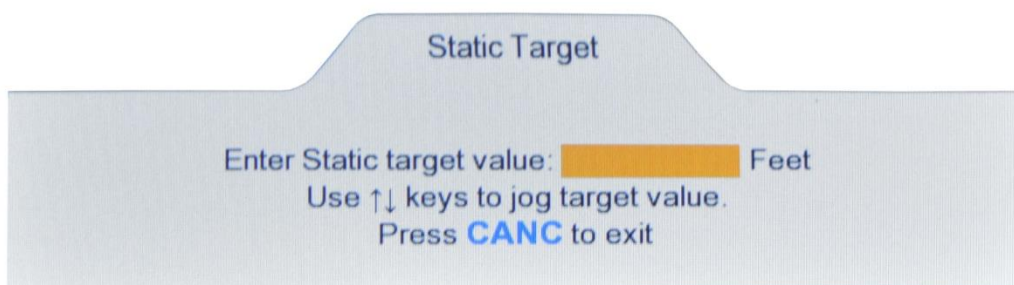 Static Target
Enter Static target value: Feet
Use ↑↓ keys to jog target value.
Press CANC to exit